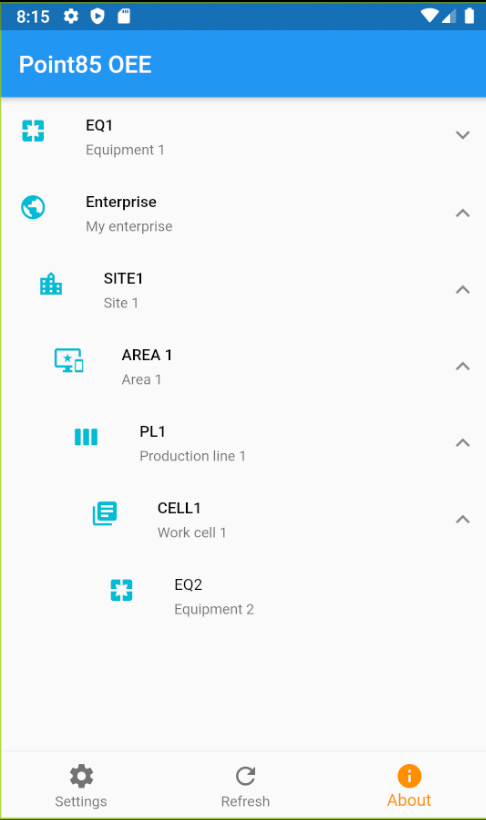 8:15
Point85 OEE
EQ1
Equipment 1
Enterprise
My enterprise
SITE1
Site 1
AREA 1
Area 1
PL1
Production line 1
CELL1
Work cell 1
EQ2
Equipment 2
Settings
Refresh
About